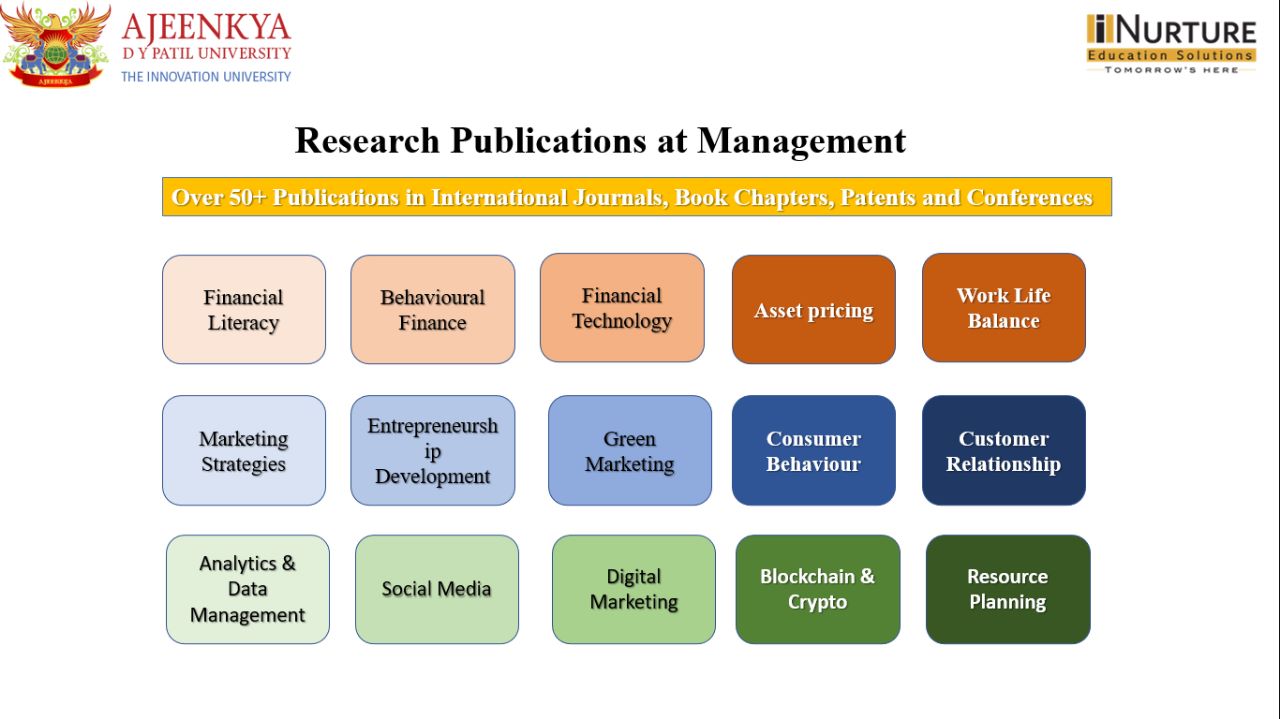 AJEENKYA
D Y PATIL UNIVERSITY
THE INNOVATION UNIVERSITY
AJEENKYA
iNURTURE
Education Solutions
TOMORROW'S HERE
Research Publications at Management
Over 50+ Publications in International Journals, Book Chapters, Patents and Conferences
Financial
Literacy
Behavioural
Finance
Financial
Technology
Asset pricing
Work Life
Balance
Marketing
Strategies
Entrepreneursh
ip
Development
Green
Marketing
Consumer
Behaviour
Customer
Relationship
Analytics &
Data
Management
Social Media
Digital
Marketing
Blockchain &
Crypto
Resource
Planning